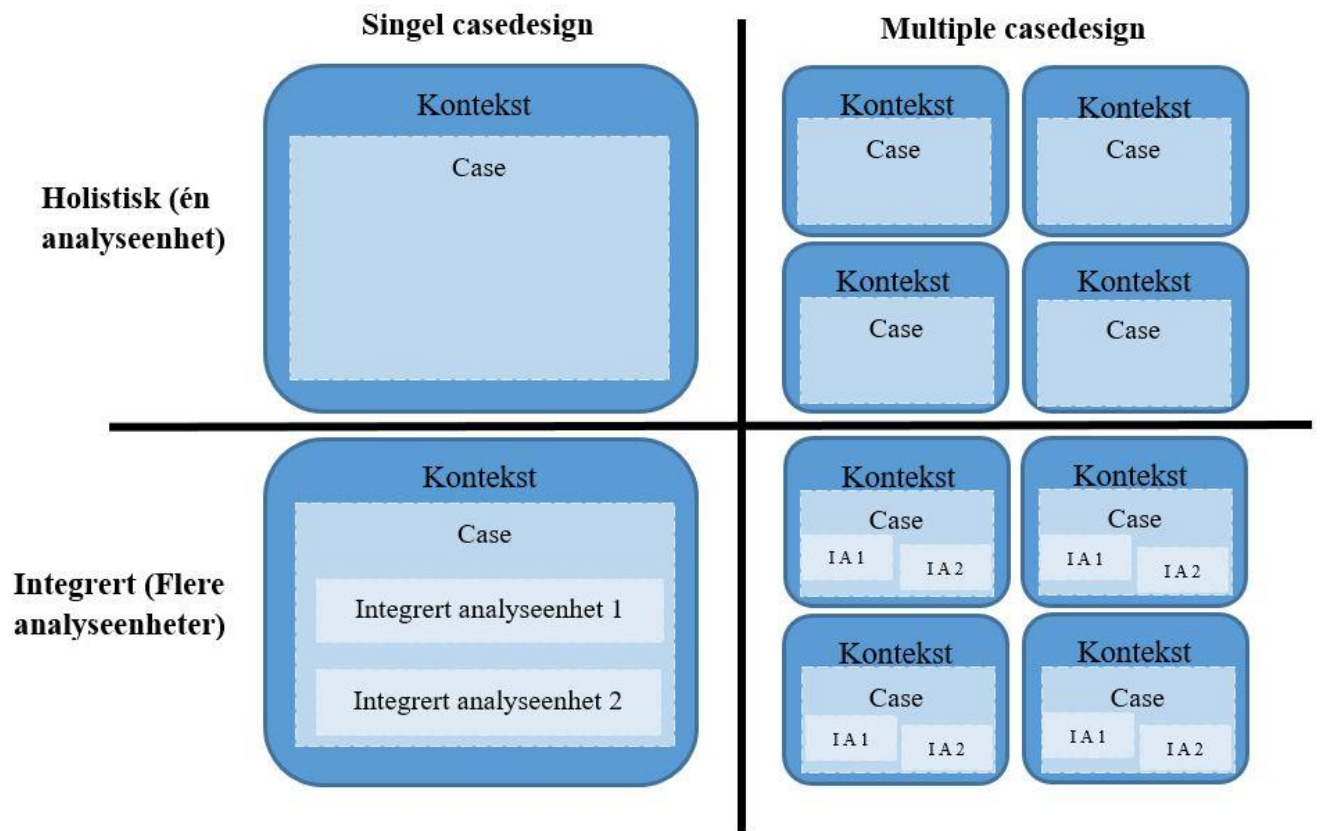 Singel casedesign
Multiple casedesign
Holistisk (én
analyseenhet)
Kontekst
Case
Kontekst
Case
Kontekst
Case
Kontekst
Case
Kontekst
Case
Integrert (Flere
analyseenheter)
Kontekst
Case
Integrert analyseenhet 1
Integrert analyseenhet 2
Kontekst
Case
I A 1
I A 2
Kontekst
Case
I A 1
I A 2
Kontekst
Case
I A 1
I A 2
Kontekst
Case
I A 1
I A 2